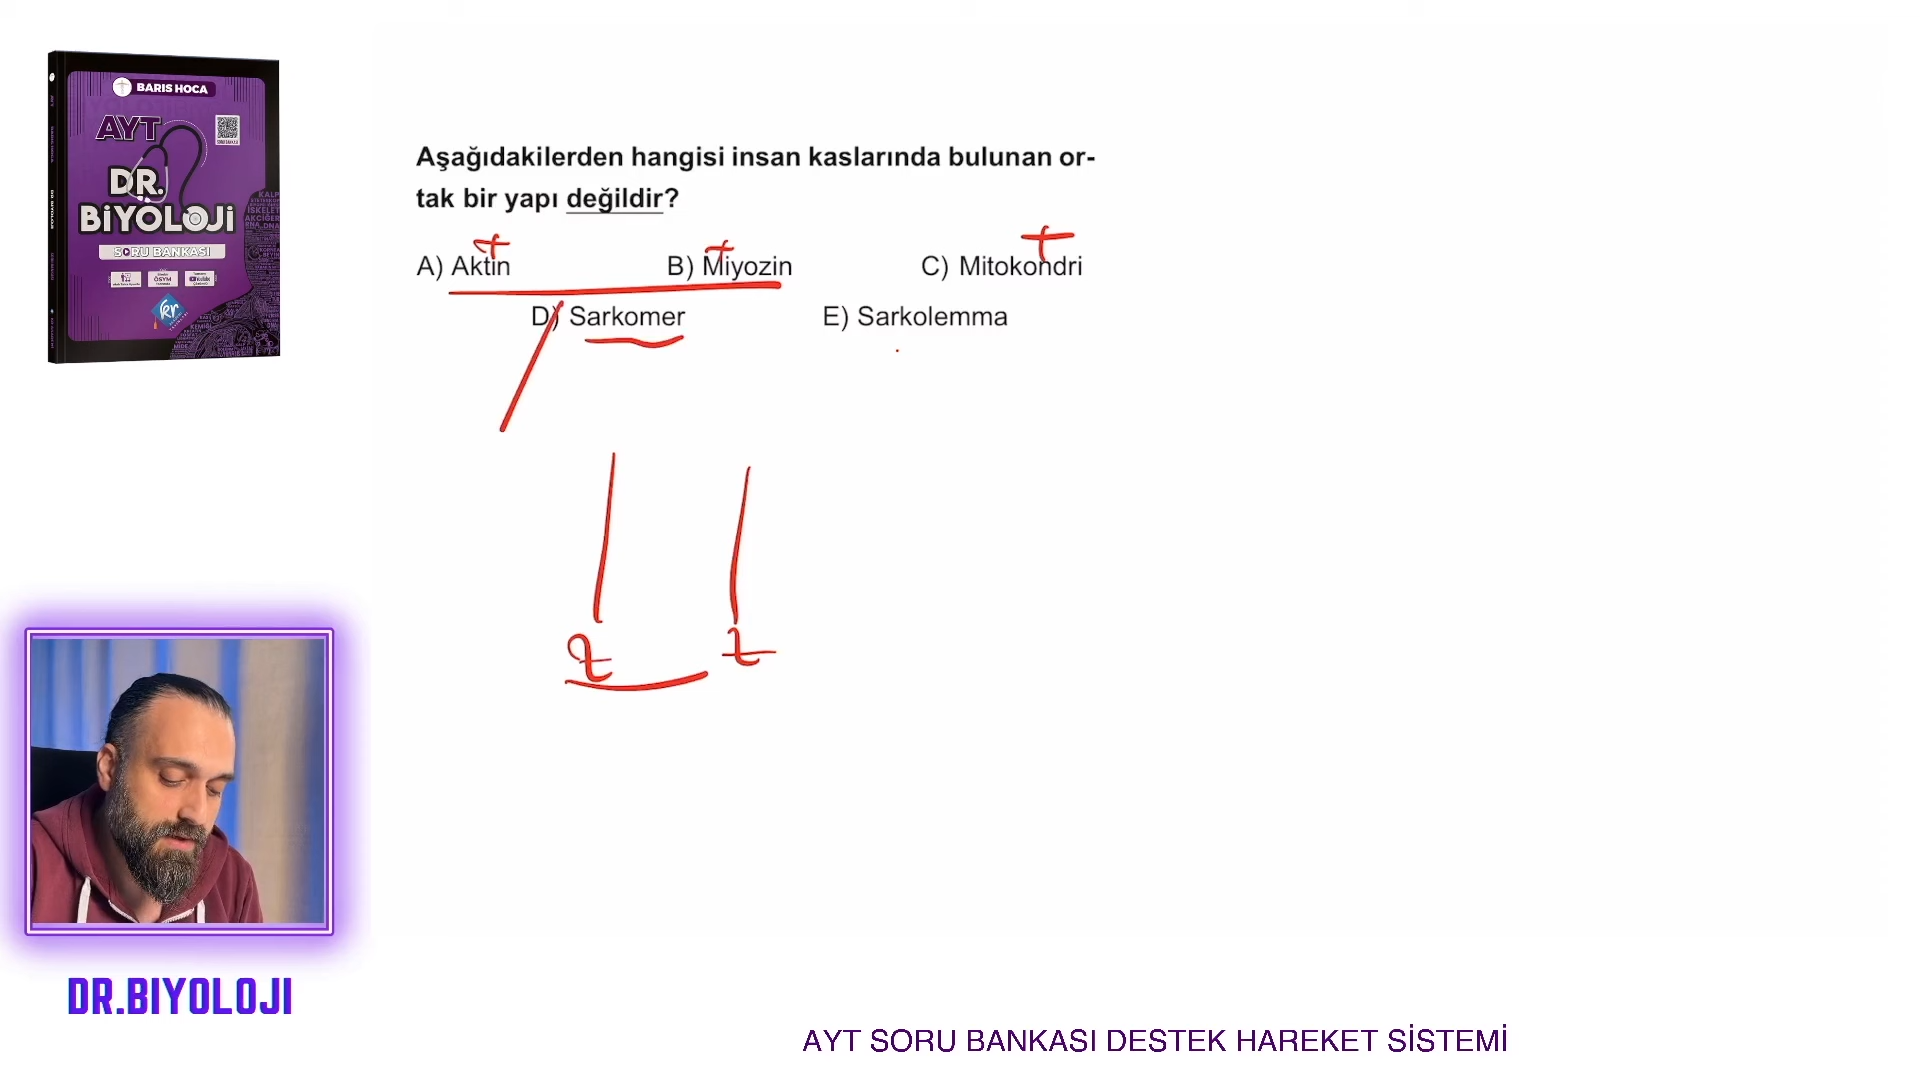 BARIS HOCA
AYT
DR.
BİYOLOJİ
SORU BANKASI
Aşağıdakilerden hangisi insan kaslarında bulunan or-
tak bir yapı değildir?
A) Aktin B) Miyozin C) Mitokondri
D) Sarkomer E) Sarkolemma
z z
DR.BIYOLOJI
AYT SORU BANKASI DESTEK HAREKET SİSTEMİ